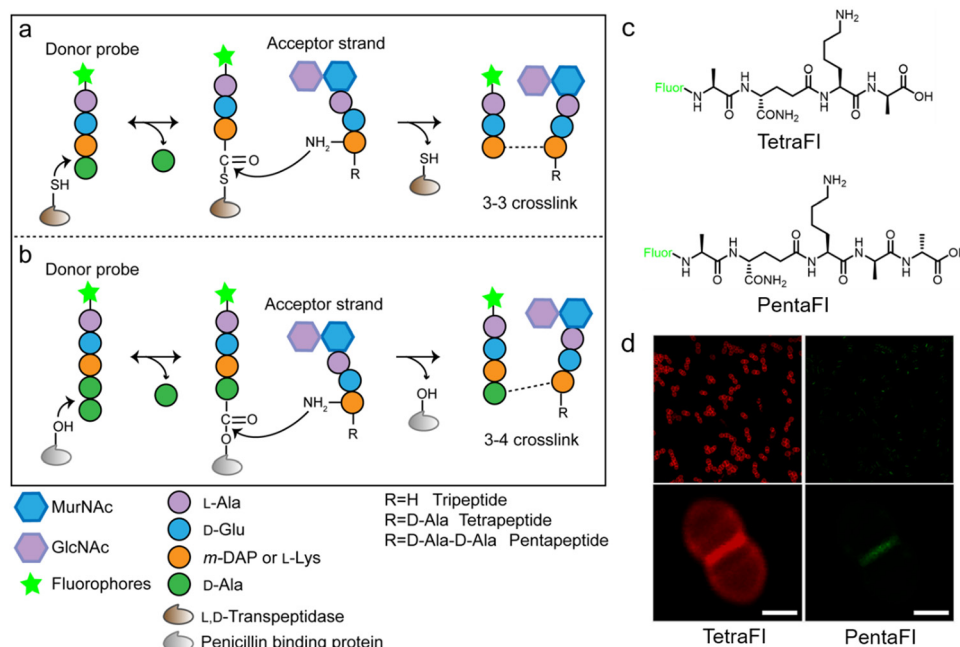 a
Donor probe
Acceptor strand
SH
C=O
S
NH₂
R
SH
3-3 crosslink
b
Donor probe
Acceptor strand
OH
C=O
O
NH₂
R
OH
3-4 crosslink
MurNAc
GlcNAc
Fluorophores
L-Ala
D-Glu
m-DAP or L-Lys
D-Ala
L,D-Transpeptidase
Penicillin binding protein
R=H Tripeptide
R=D-Ala Tetrapeptide
R=D-Ala-D-Ala Pentapeptide
c
NH₂
Fluor
N
H
O
H
N
O
CONH₂
N
H
O
H
N
O
OH
TetraFl
NH₂
Fluor
N
H
O
H
N
O
CONH₂
N
H
O
H
N
O
H
N
O
PentaFl
d
TetraFl
PentaFl